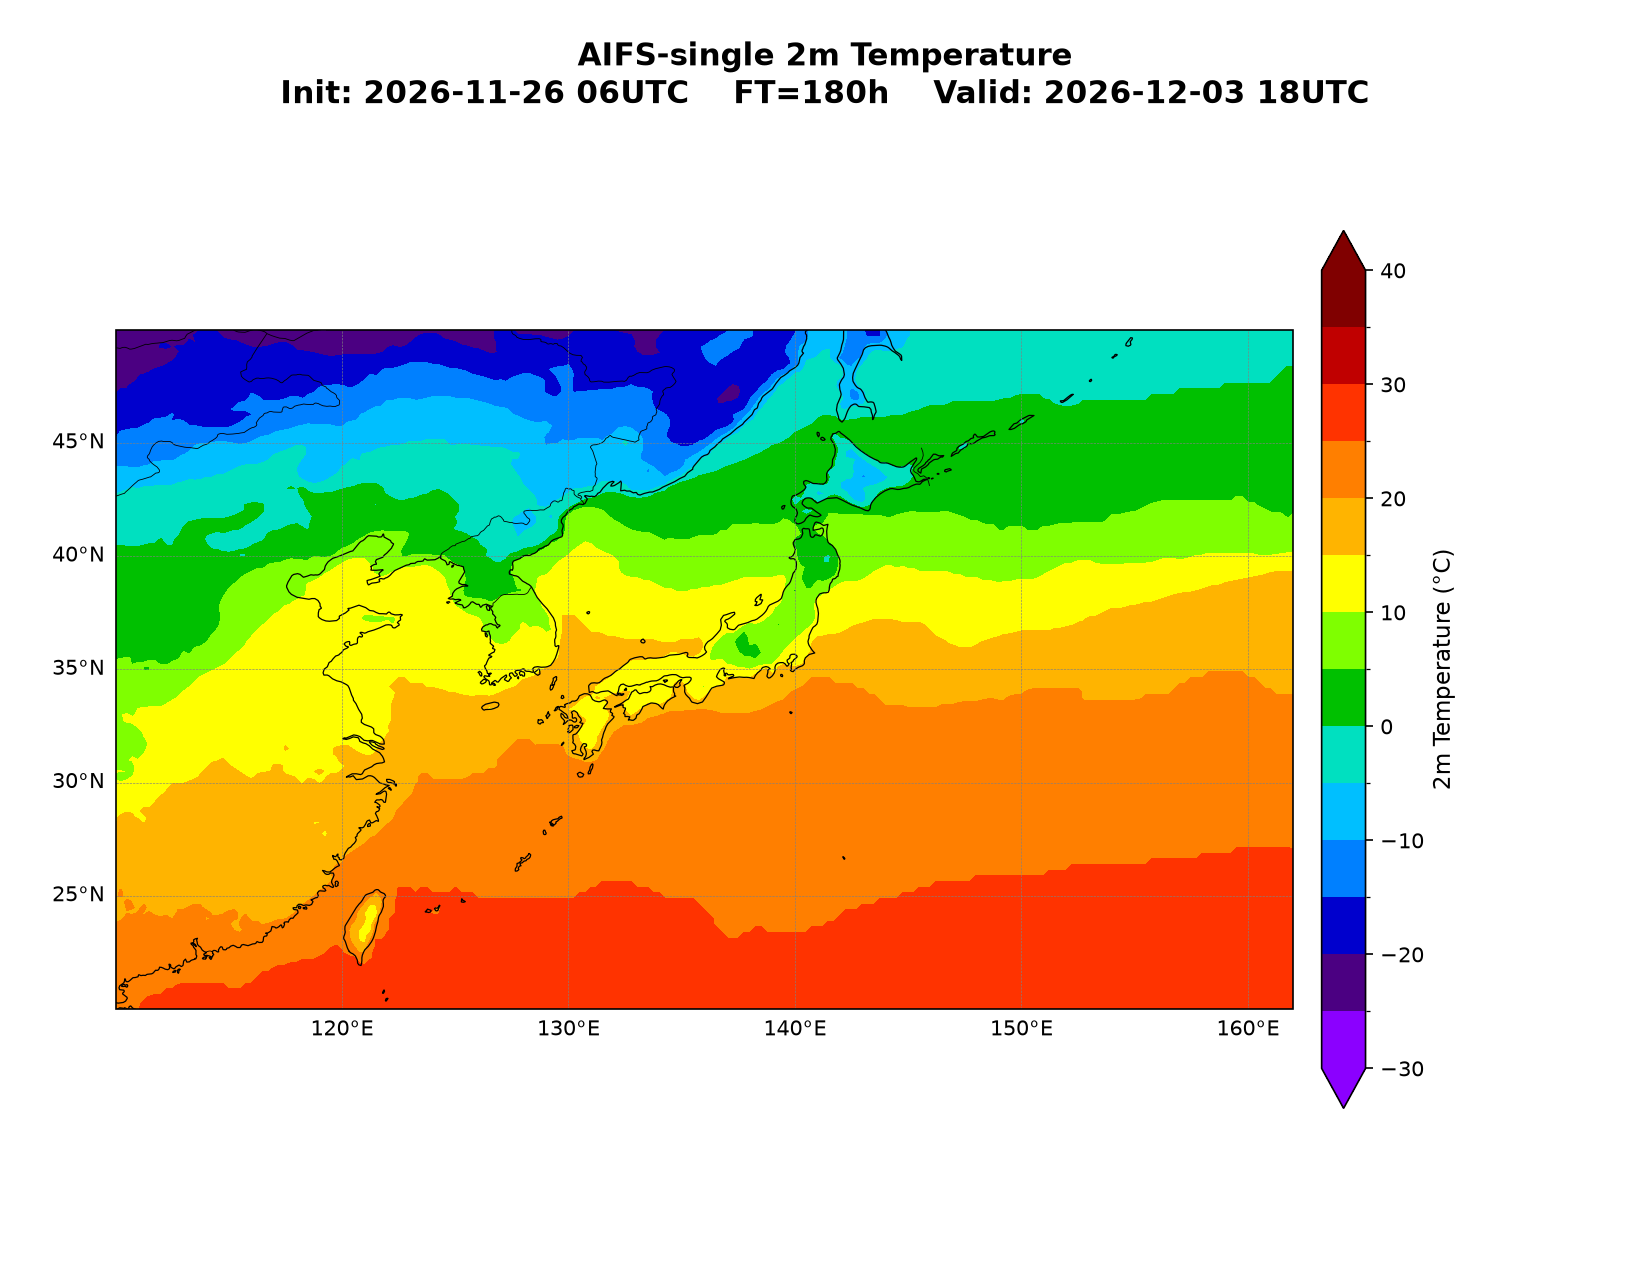 AIFS-single 2m Temperature
Init: 2026-11-26 06UTC    FT=180h    Valid: 2026-12-03 18UTC
45°N
40°N
35°N
30°N
25°N
120°E
130°E
140°E
150°E
160°E
40
30
20
10
0
−10
−20
−30
2m Temperature (°C)